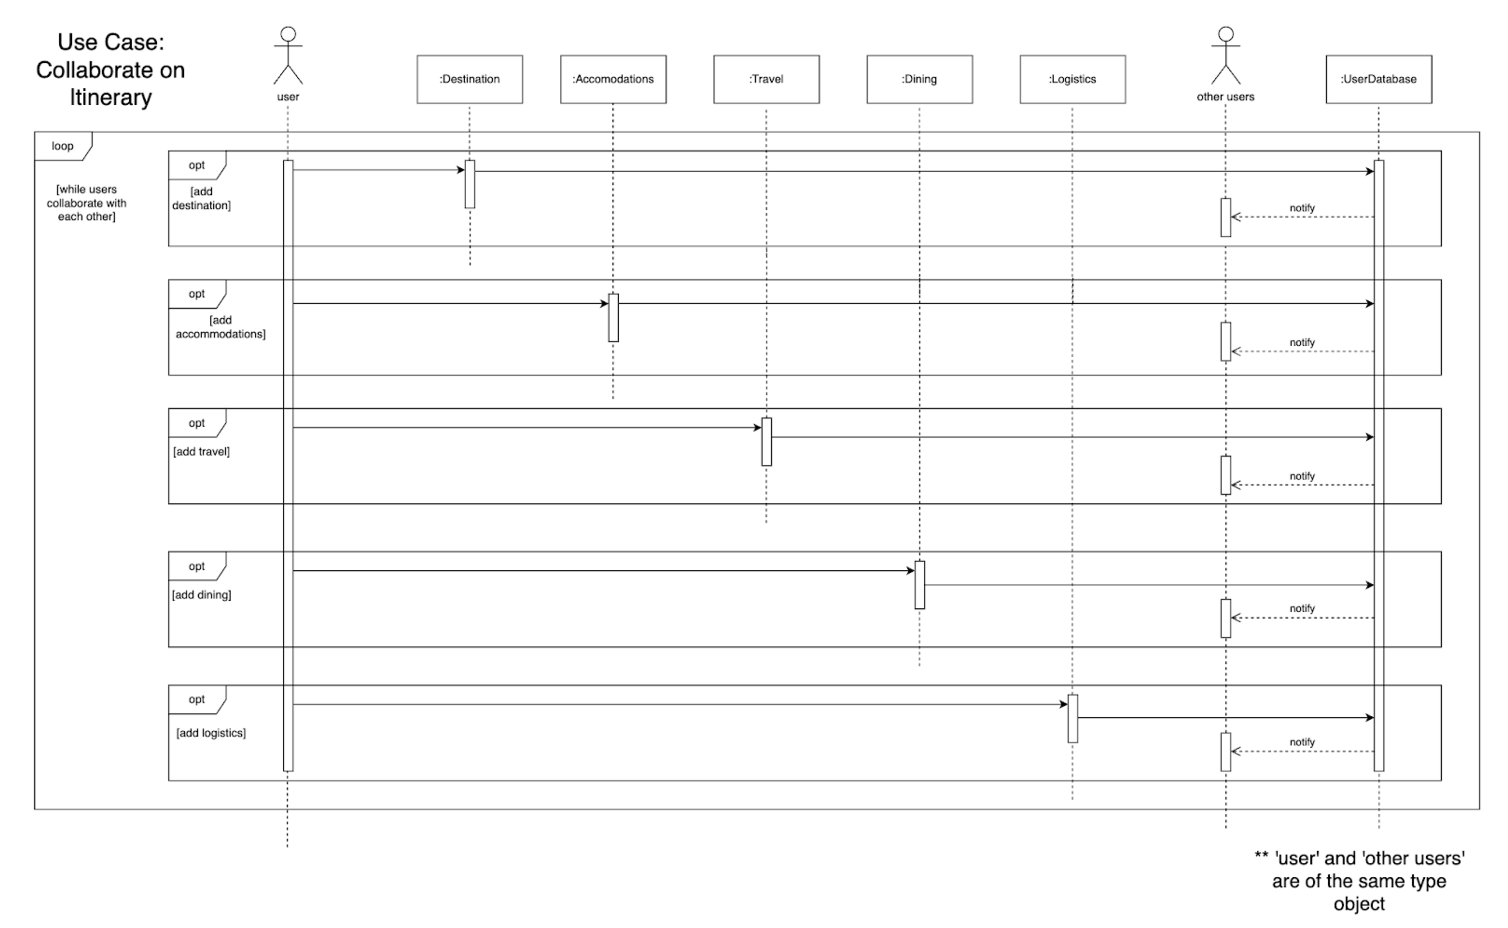 Use Case:
Collaborate on
Itinerary
user
:Destination
:Accomodations
:Travel
:Dining
:Logistics
other users
:UserDatabase
loop
[while users
collaborate with
each other]
opt
[add
destination]
notify
opt
[add
accommodations]
notify
opt
[add travel]
notify
opt
[add dining]
notify
opt
[add logistics]
notify
** 'user' and 'other users'
are of the same type
object